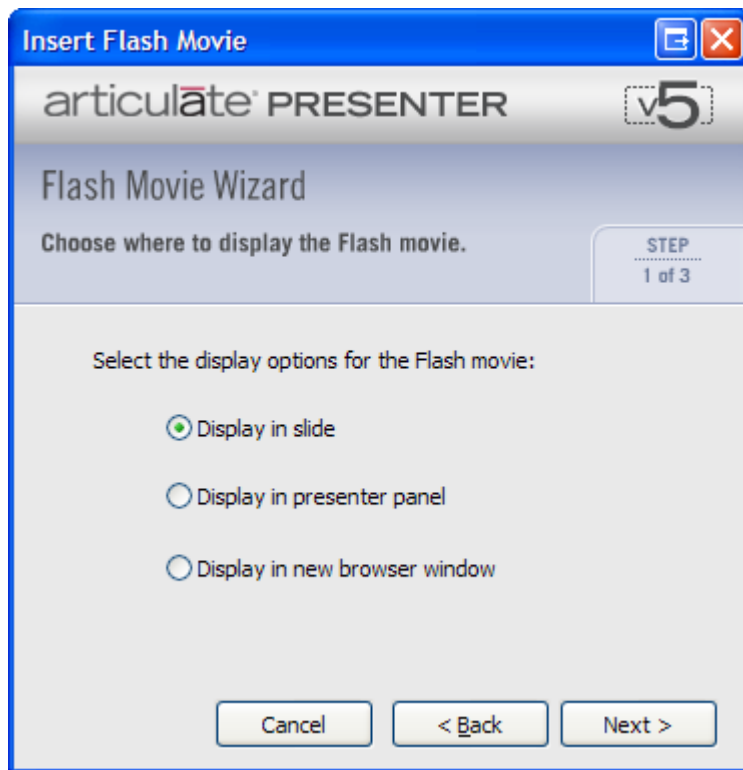 Insert Flash Movie
articulāte PRESENTER v5
Flash Movie Wizard
Choose where to display the Flash movie.
STEP
1 of 3
Select the display options for the Flash movie:
Display in slide
Display in presenter panel
Display in new browser window
Cancel < Back Next >